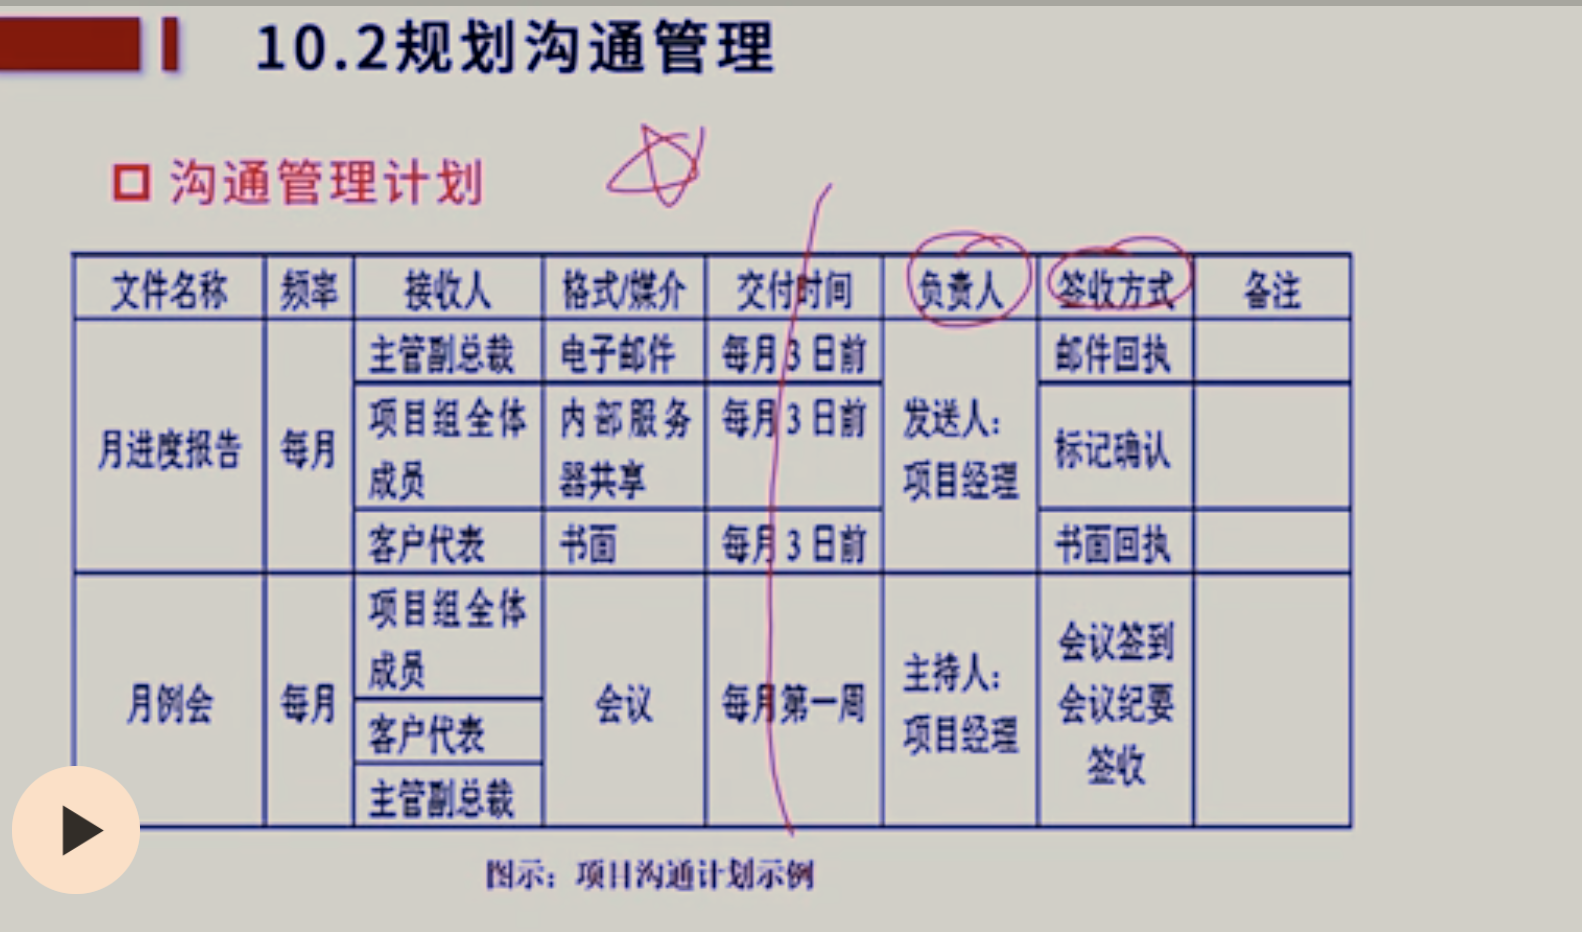 10.2规划沟通管理
沟通管理计划
文件名称 频率 接收人 格式/媒介 交付时间 负责人 签收方式 备注
月进度报告 每月 主管副总裁 电子邮件 每月3日前 发送人: 邮件回执
项目经理
项目组全体 内部服务 每月3日前 标记确认
成员 器共享
客户代表 书面 每月3日前 书面回执
月例会 每月 项目组全体 会议 每月第一周 主持人: 会议签到
成员 项目经理 会议纪要
客户代表 签收
主管副总裁
图示：项目沟通计划示例